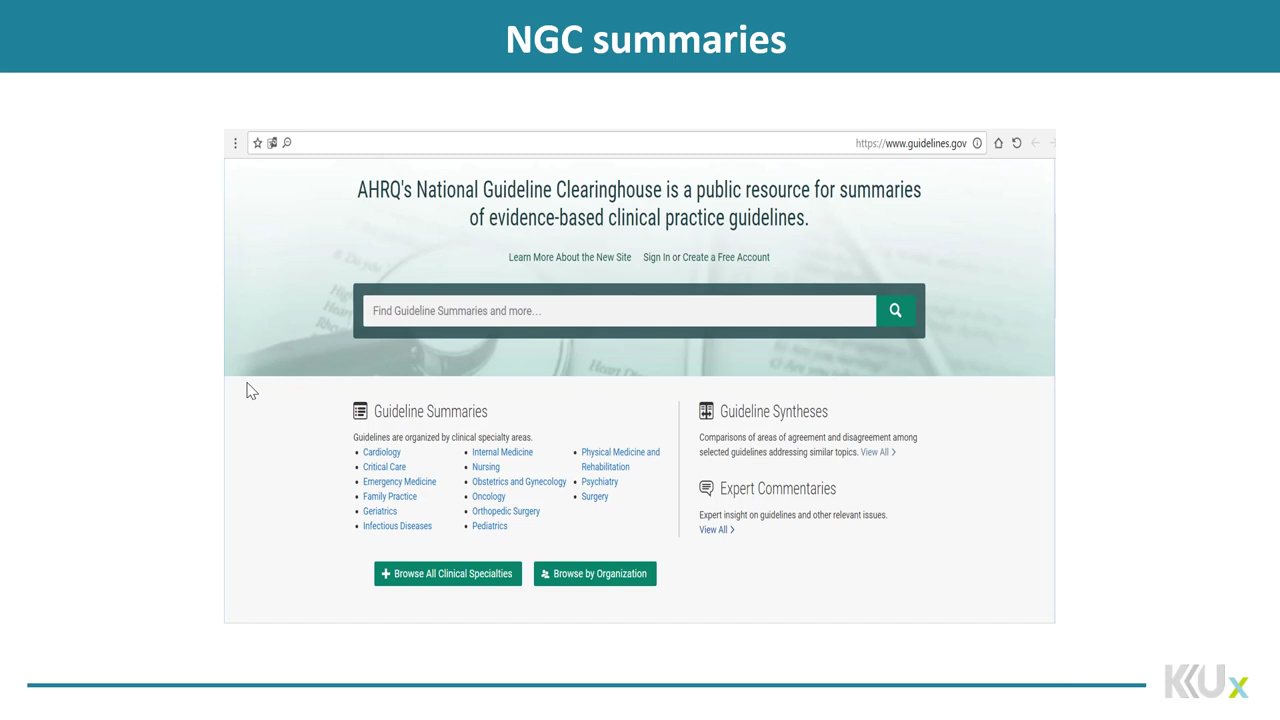 NGC summaries
https://www.guidelines.gov
AHRQ's National Guideline Clearinghouse is a public resource for summaries
of evidence-based clinical practice guidelines.
Learn More About the New Site Sign In or Create a Free Account
Find Guideline Summaries and more...
Guideline Summaries
Guidelines are organized by clinical specialty areas.
Cardiology
Critical Care
Emergency Medicine
Family Practice
Geriatrics
Infectious Diseases
Internal Medicine
Nursing
Obstetrics and Gynecology
Oncology
Orthopedic Surgery
Pediatrics
Physical Medicine and
Rehabilitation
Psychiatry
Surgery
Browse All Clinical Specialties
Browse by Organization
Guideline Syntheses
Comparisons of areas of agreement and disagreement among
selected guidelines addressing similar topics. View All >
Expert Commentaries
Expert insight on guidelines and other relevant issues.
View All >
KKUx